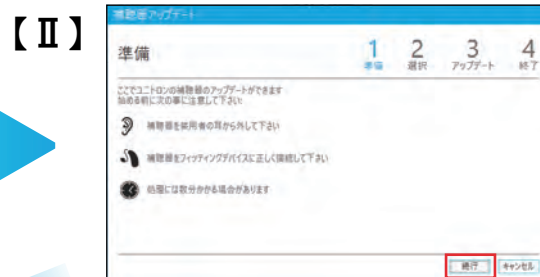 【Ⅱ】
補聴器アップデート
準備
1 2 3 4
準備 選択 アップデート 終了
ここでユニトロンの補聴器のアップデートができます
始める前に次の事に注意して下さい:
補聴器を使用者の耳から外して下さい
補聴器をフィッティングデバイスに正しく接続して下さい
処理には数分かかる場合があります
続行 キャンセル